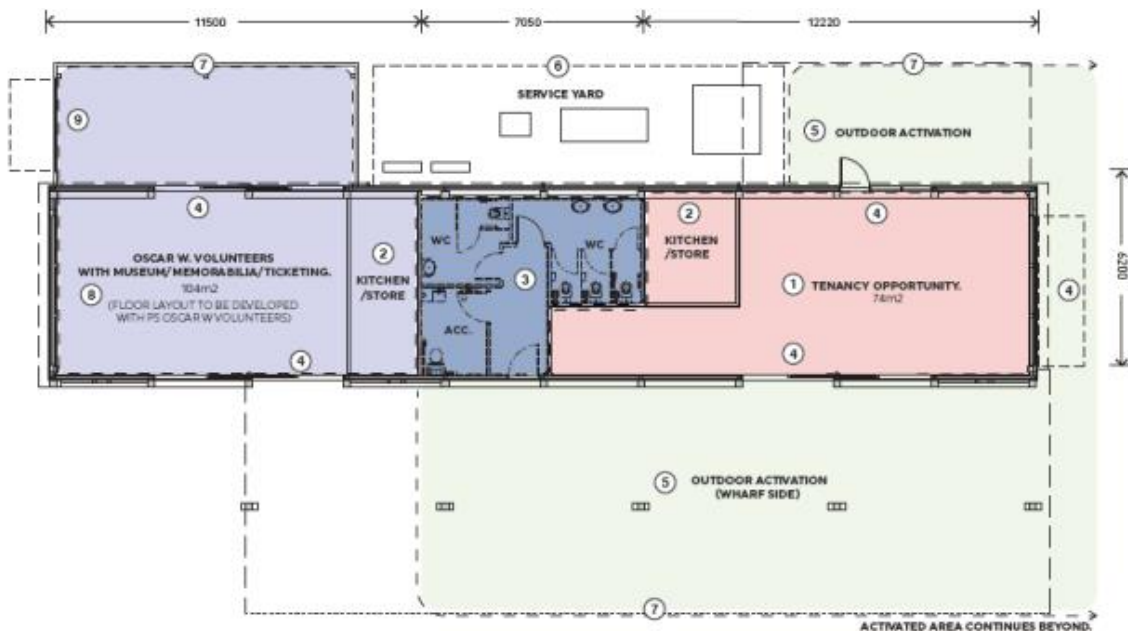 11500 7050 12220
7 6 7
SERVICE YARD
9
5 OUTDOOR ACTIVATION
6200
4 2 4
OSCAR W. VOLUNTEERS
WITH MUSEUM/MEMORABILIA/TICKETING.
104m2
(FLOOR LAYOUT TO BE DEVELOPED
WITH PS OSCAR W VOLUNTEERS)
8
2
KITCHEN
/STORE
WC
WC
3
ACC.
KITCHEN
/STORE
1 TENANCY OPPORTUNITY.
74m2
4
4 4
5 OUTDOOR ACTIVATION
(WHARF SIDE)
7
ACTIVATED AREA CONTINUES BEYOND.